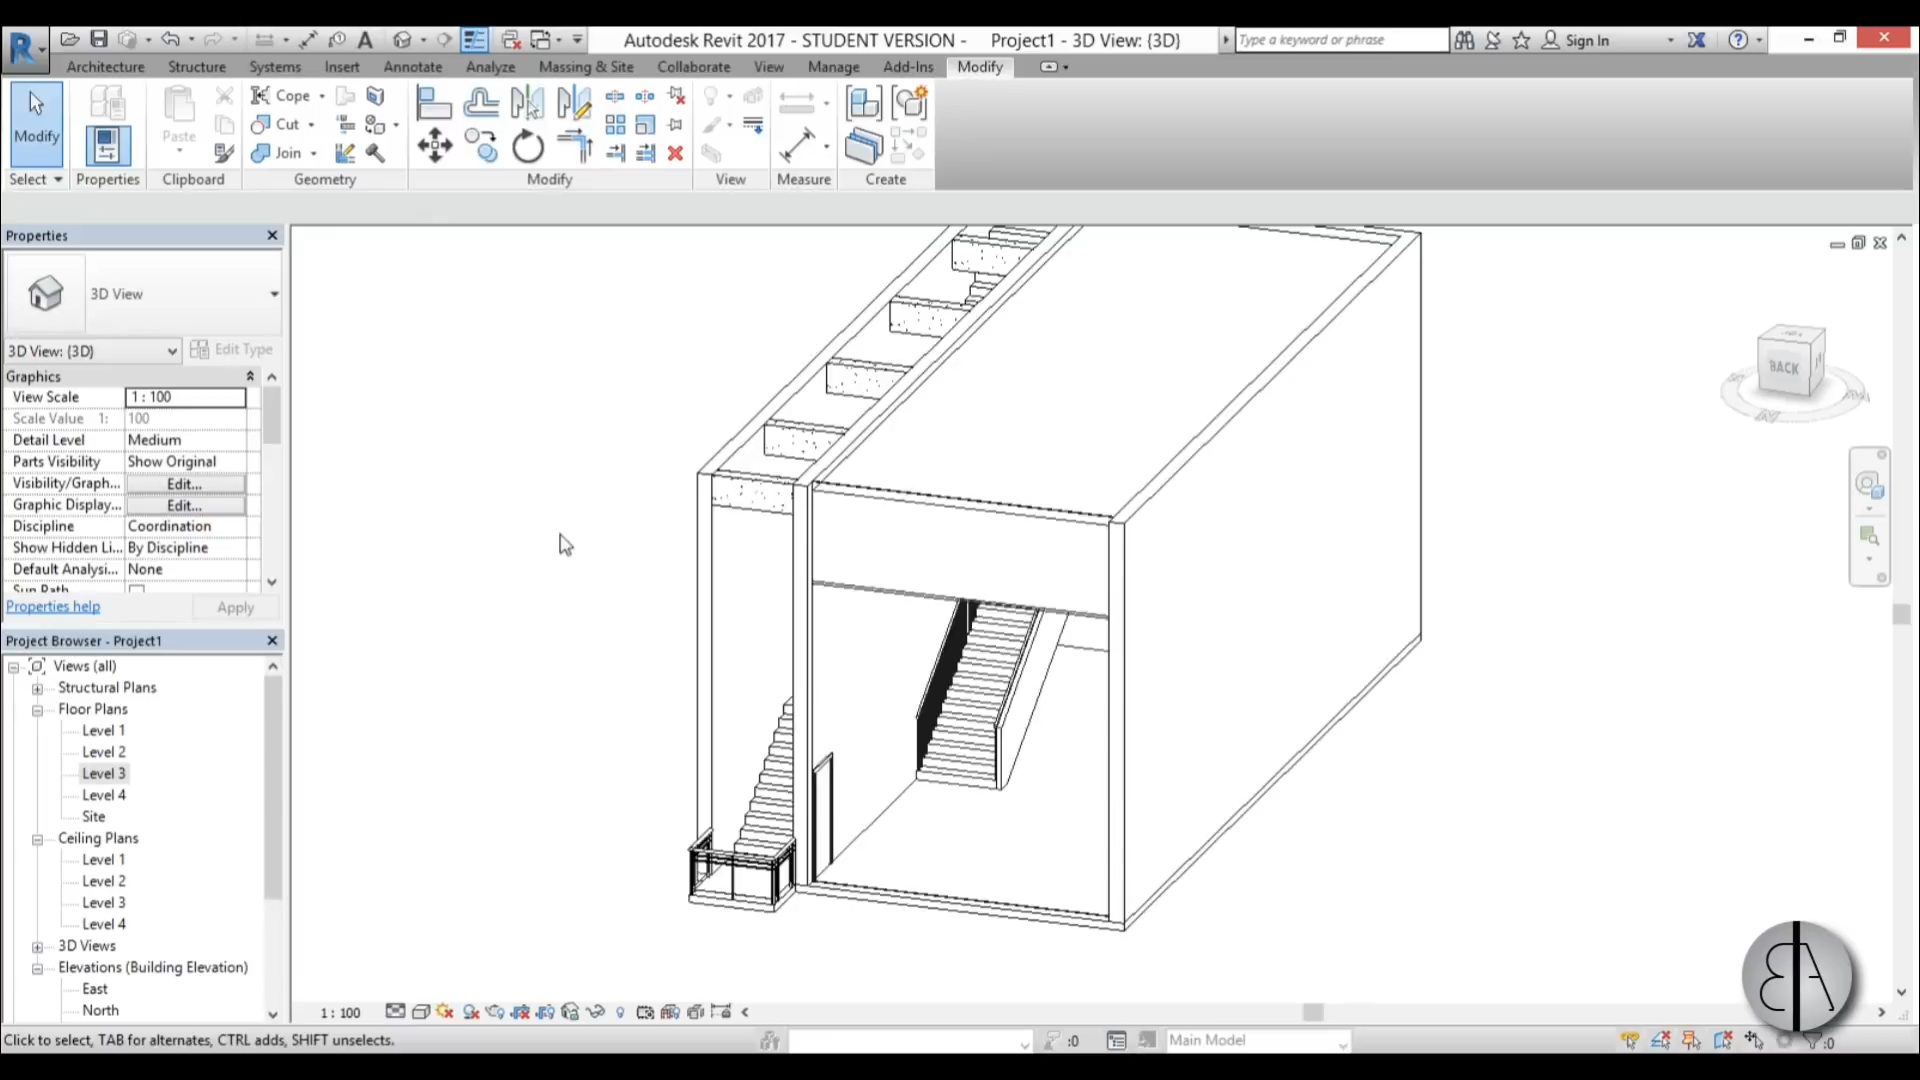 Autodesk Revit 2017 - STUDENT VERSION - Project1 - 3D View: {3D}
Type a keyword or phrase
Sign In
Architecture Structure Systems Insert Annotate Analyze Massing & Site Collaborate View Manage Add-Ins Modify
Modify
Paste
Cope
Cut
Join
Select Properties Clipboard Geometry Modify View Measure Create
Properties
3D View
3D View: {3D} Edit Type
Graphics
View Scale 1 : 100
Scale Value 1: 100
Detail Level Medium
Parts Visibility Show Original
Visibility/Graph... Edit...
Graphic Display... Edit...
Discipline Coordination
Show Hidden Li... By Discipline
Default Analysi... None
Sun Path
Properties help Apply
Project Browser - Project1
Views (all)
Structural Plans
Floor Plans
Level 1
Level 2
Level 3
Level 4
Site
Ceiling Plans
Level 1
Level 2
Level 3
Level 4
3D Views
Elevations (Building Elevation)
East
North
BACK
1 : 100
Click to select, TAB for alternates, CTRL adds, SHIFT unselects.
:0
Main Model
:0